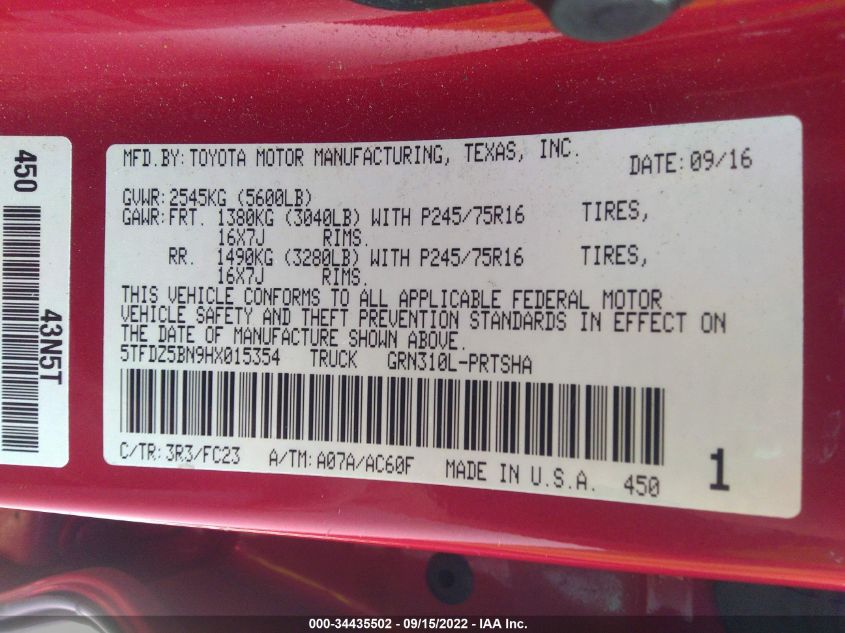 450
43N5T
MFD.BY:TOYOTA MOTOR MANUFACTURING, TEXAS, INC. DATE:09/16
GVWR:2545KG (5600LB)
GAWR:FRT. 1380KG (3040LB) WITH P245/75R16 TIRES,
16X7J RIMS.
RR. 1490KG (3280LB) WITH P245/75R16 TIRES,
16X7J RIMS.
THIS VEHICLE CONFORMS TO ALL APPLICABLE FEDERAL MOTOR
VEHICLE SAFETY AND THEFT PREVENTION STANDARDS IN EFFECT ON
THE DATE OF MANUFACTURE SHOWN ABOVE.
5TFDZ5BN9HX015354 TRUCK GRN310L-PRTSHA
C/TR:3R3/FC23 A/TM:A07A/AC60F MADE IN U.S.A. 450 1
000-34435502 - 09/15/2022 - IAA Inc.